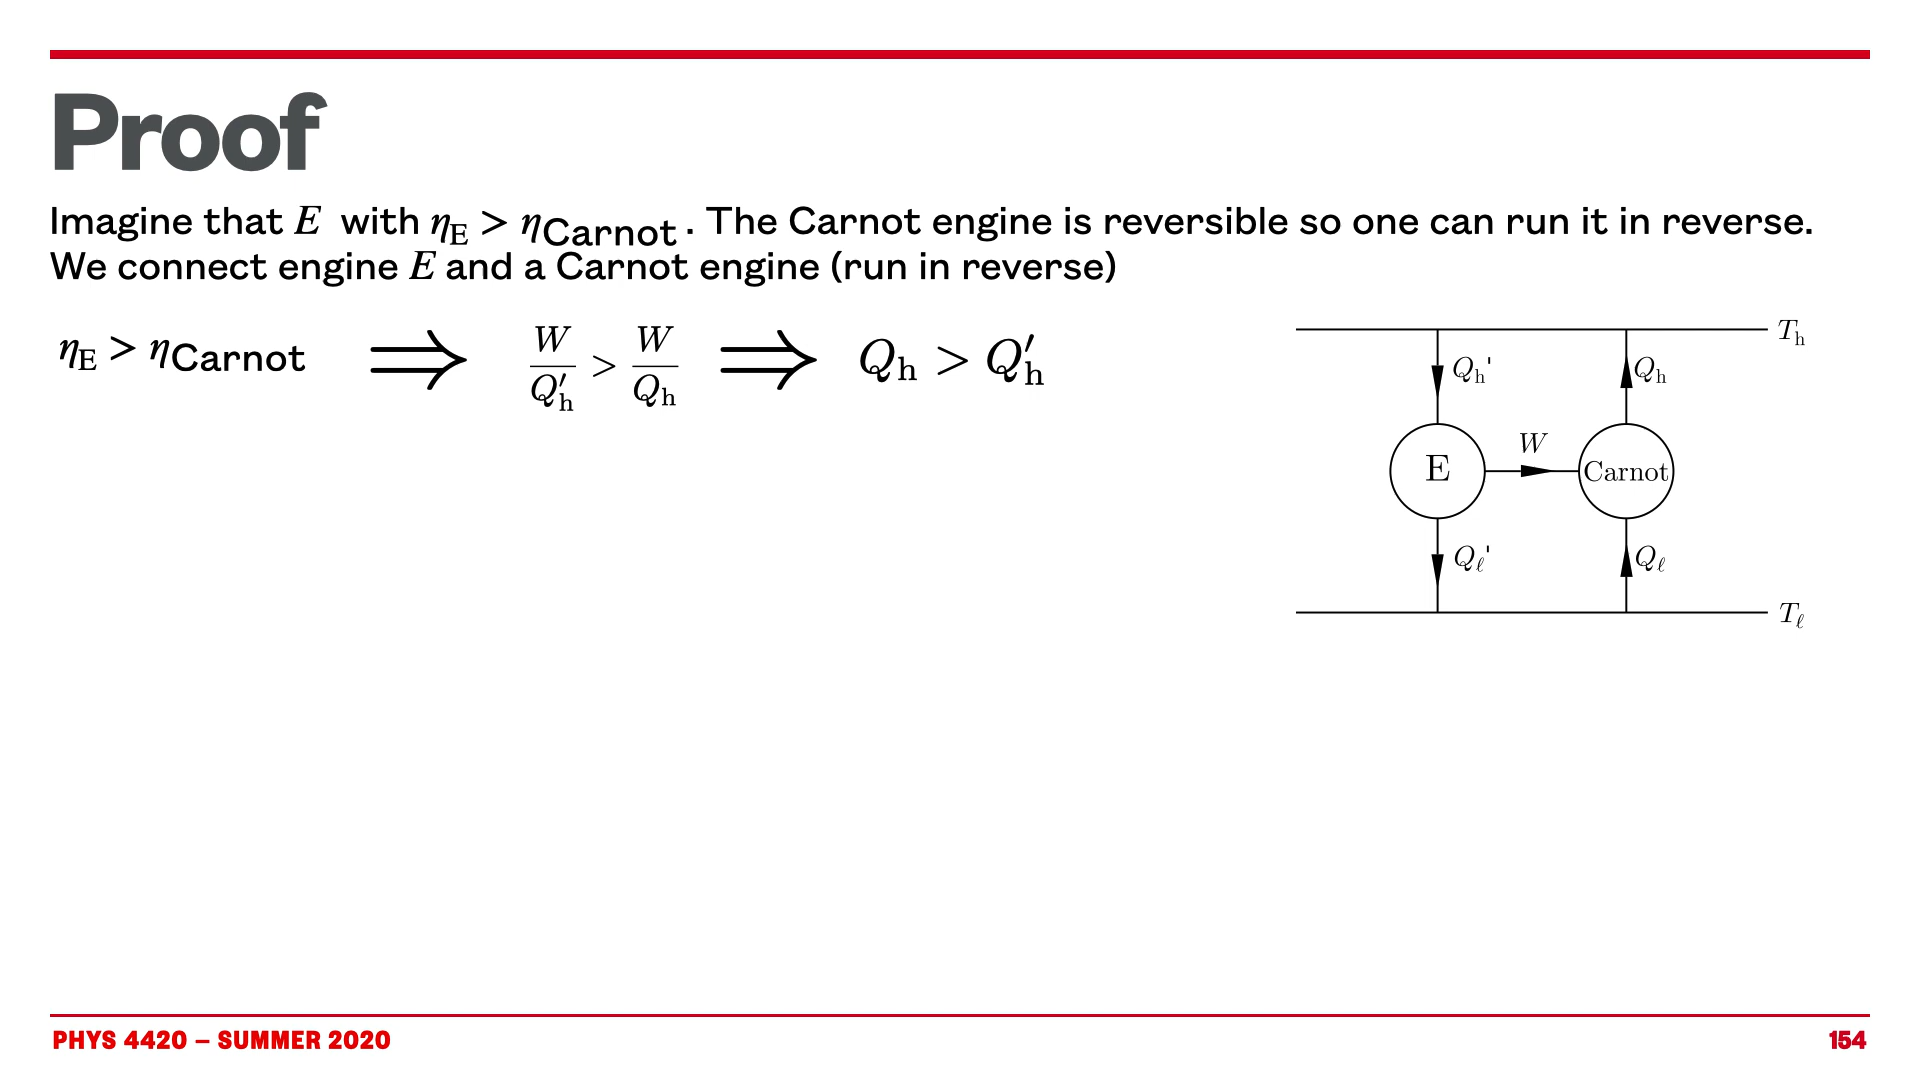 Proof
Imagine that E with η_E > η_Carnot. The Carnot engine is reversible so one can run it in reverse.
We connect engine E and a Carnot engine (run in reverse)
η_E > η_Carnot ⟹ W/Q′_h > W/Q_h ⟹ Q_h > Q′_h
T_h
Q_h' Q_h
W
E Carnot
Q_ℓ' Q_ℓ
T_ℓ
PHYS 4420 – SUMMER 2020 154